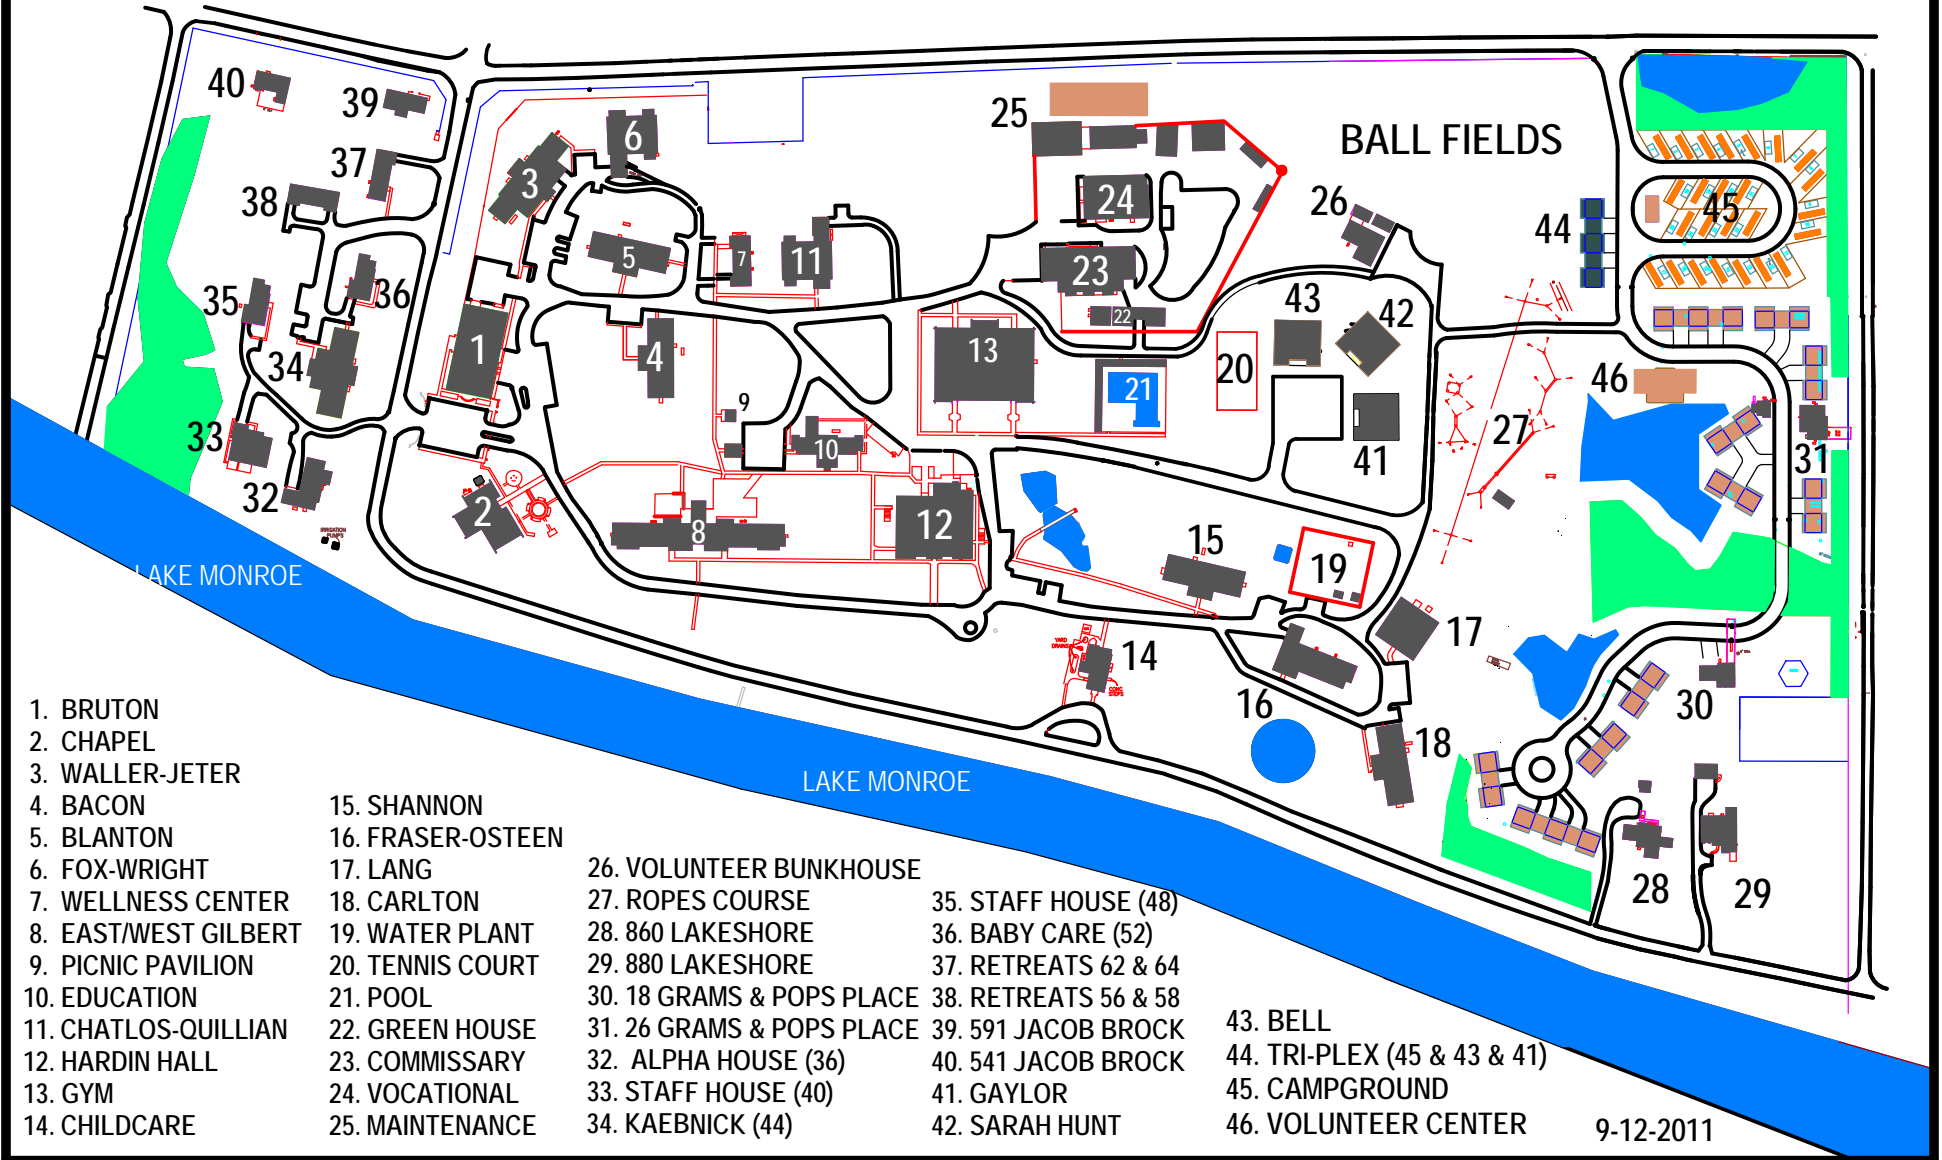 40
39
37
38
35
36
34
33
32
6
3
5
7
11
1
4
9
10
2
8
12
25
BALL FIELDS
24
26
44
45
23
22
43
42
13
21
20
46
27
41
31
15
19
17
14
16
18
30
28
29
IRRIGATION
PUMPS
YARD
DRAINS
CONC
STEPS
LAKE MONROE
LAKE MONROE
1. BRUTON
2. CHAPEL
3. WALLER-JETER
4. BACON
5. BLANTON
6. FOX-WRIGHT
7. WELLNESS CENTER
8. EAST/WEST GILBERT
9. PICNIC PAVILION
10. EDUCATION
11. CHATLOS-QUILLIAN
12. HARDIN HALL
13. GYM
14. CHILDCARE
15. SHANNON
16. FRASER-OSTEEN
17. LANG
18. CARLTON
19. WATER PLANT
20. TENNIS COURT
21. POOL
22. GREEN HOUSE
23. COMMISSARY
24. VOCATIONAL
25. MAINTENANCE
26. VOLUNTEER BUNKHOUSE
27. ROPES COURSE
28. 860 LAKESHORE
29. 880 LAKESHORE
30. 18 GRAMS & POPS PLACE
31. 26 GRAMS & POPS PLACE
32. ALPHA HOUSE (36)
33. STAFF HOUSE (40)
34. KAEBNICK (44)
35. STAFF HOUSE (48)
36. BABY CARE (52)
37. RETREATS 62 & 64
38. RETREATS 56 & 58
39. 591 JACOB BROCK
40. 541 JACOB BROCK
41. GAYLOR
42. SARAH HUNT
43. BELL
44. TRI-PLEX (45 & 43 & 41)
45. CAMPGROUND
46. VOLUNTEER CENTER
9-12-2011